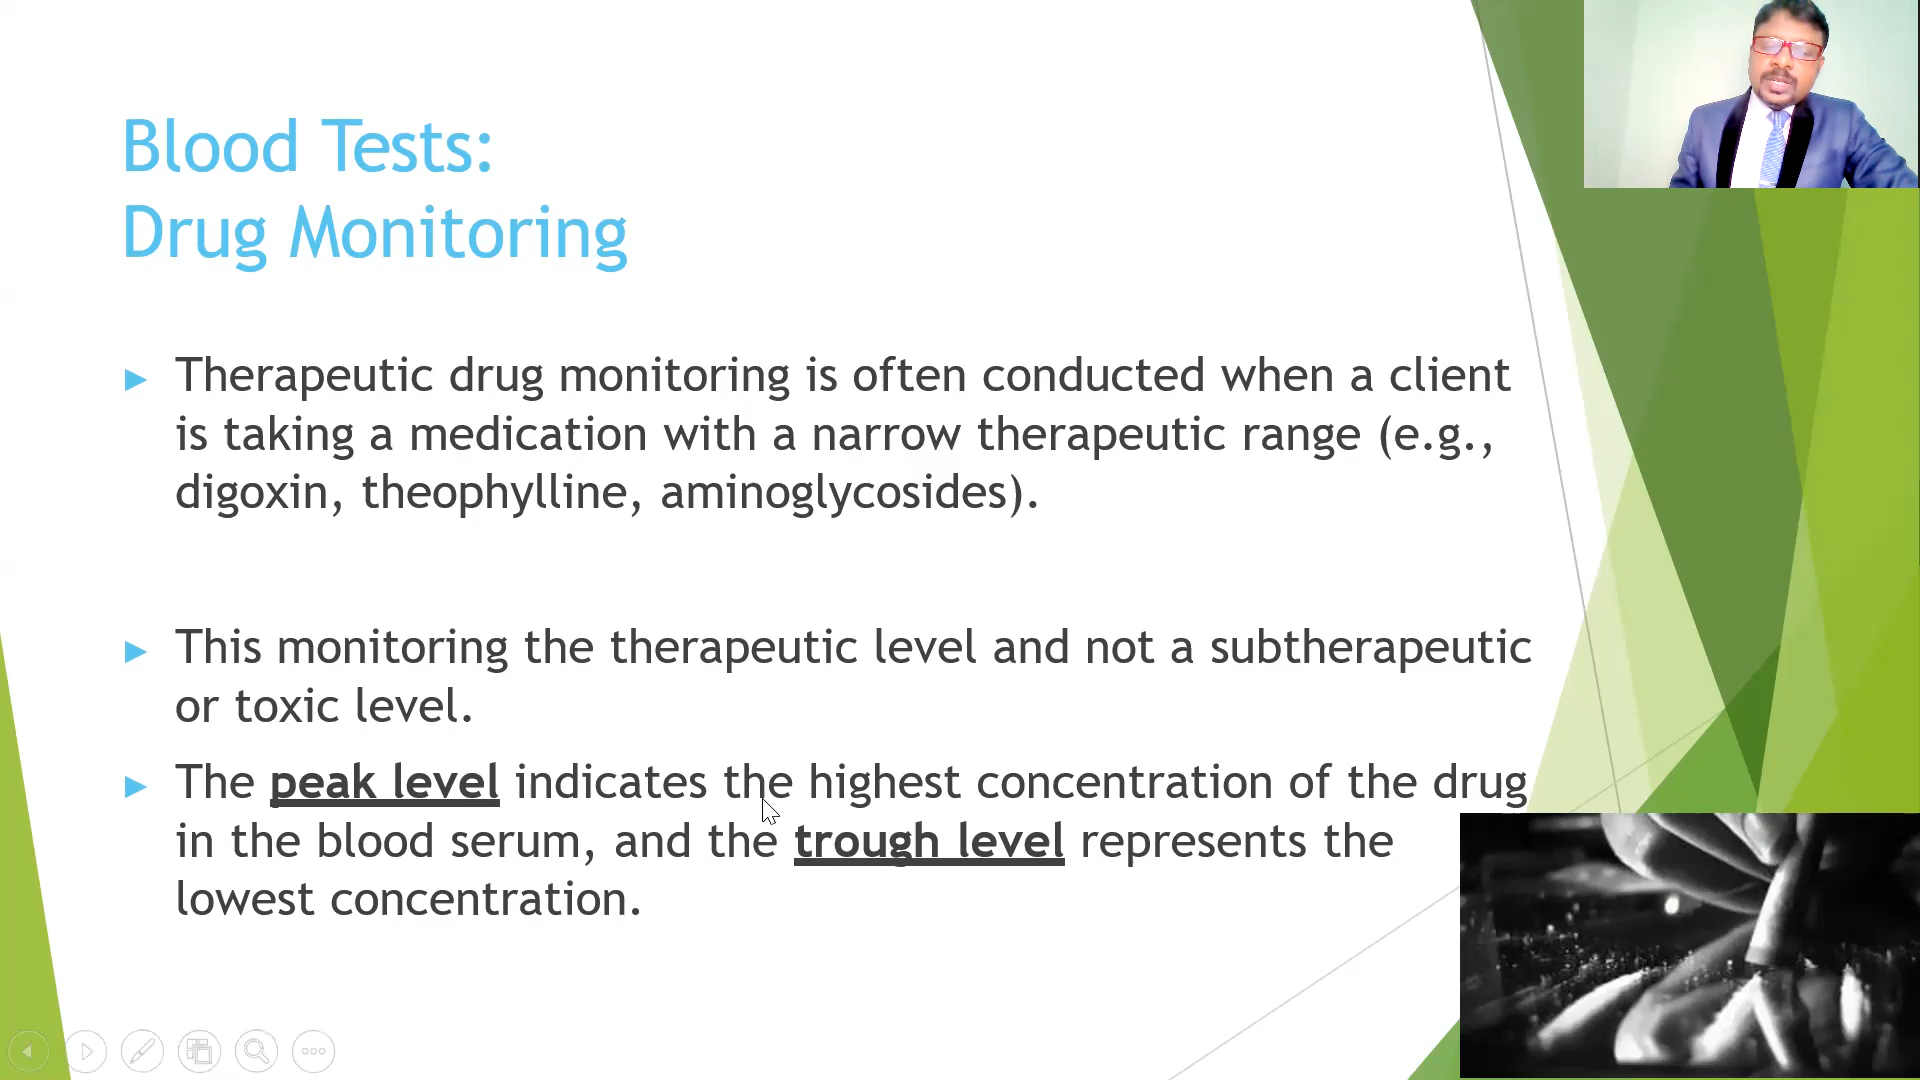 Blood Tests:
Drug Monitoring
Therapeutic drug monitoring is often conducted when a client
is taking a medication with a narrow therapeutic range (e.g.,
digoxin, theophylline, aminoglycosides).
This monitoring the therapeutic level and not a subtherapeutic
or toxic level.
The peak level indicates the highest concentration of the drug
in the blood serum, and the trough level represents the
lowest concentration.